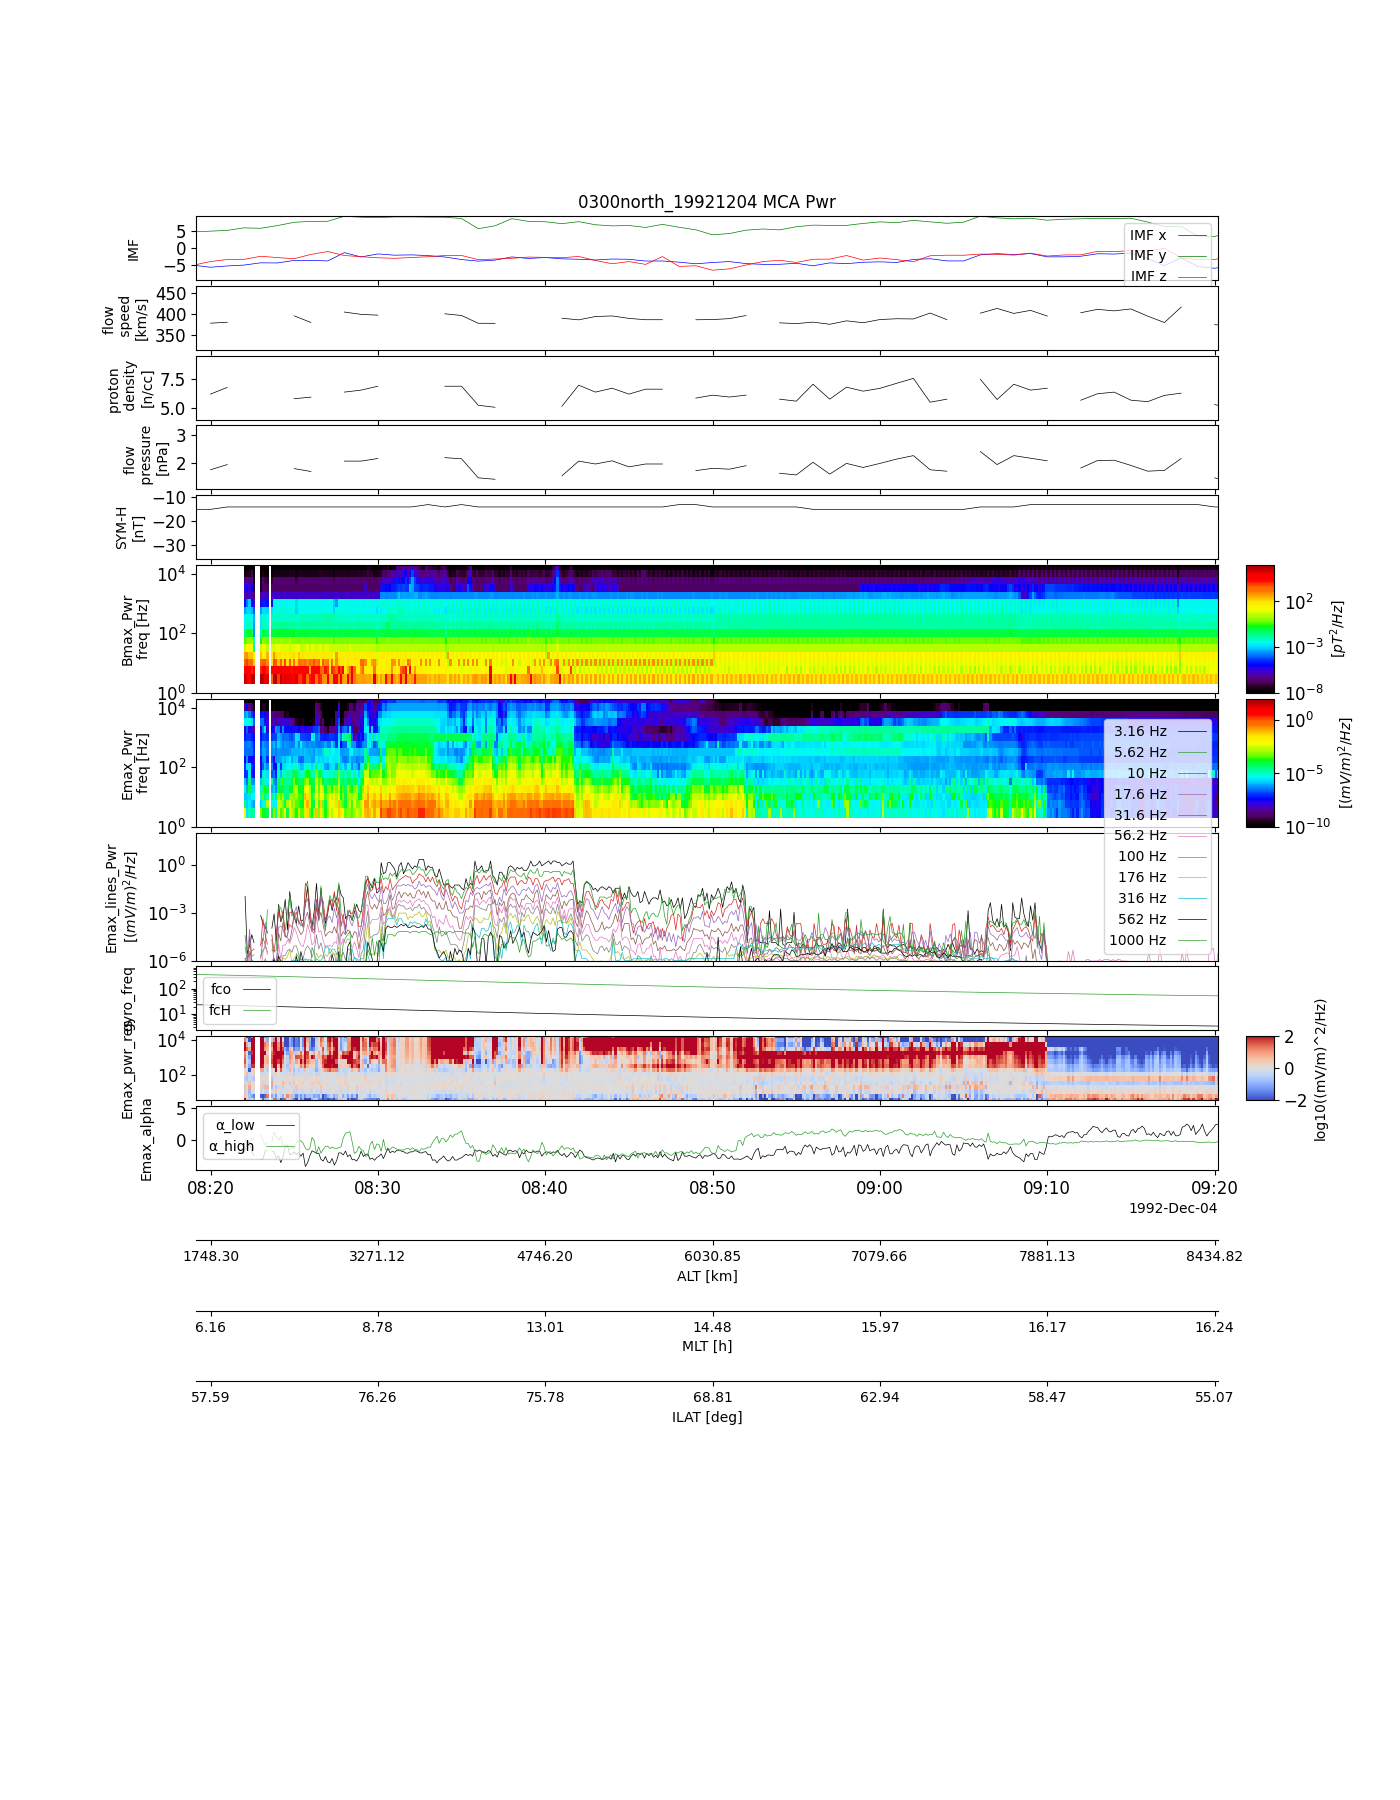 0300north_19921204 MCA Pwr
IMF
5
0
−5
IMF x
IMF y
IMF z
flow
speed
[km/s]
450
400
350
proton
density
[n/cc]
7.5
5.0
flow
pressure
[nPa]
3
2
SYM-H
[nT]
−10
−20
−30
Bmax_Pwr
freq [Hz]
10^4
10^2
10^0
10^2
10^−3
10^−8
[pT^2/Hz]
Emax_Pwr
freq [Hz]
10^4
10^2
10^0
10^0
10^−5
10^−10
[(mV/m)^2/Hz]
3.16 Hz
5.62 Hz
10 Hz
17.6 Hz
31.6 Hz
56.2 Hz
100 Hz
176 Hz
316 Hz
562 Hz
1000 Hz
Emax_lines_Pwr
[(mV/m)^2/Hz]
10^0
10^−3
10^−6
gyro_freq
10^2
10^1
fco
fcH
Emax_pwr_res
10^4
10^2
2
0
−2
log10((mV/m)^2/Hz)
Emax_alpha
5
0
α_low
α_high
08:20 08:30 08:40 08:50 09:00 09:10 09:20
1992-Dec-04
1748.30 3271.12 4746.20 6030.85 7079.66 7881.13 8434.82
ALT [km]
6.16 8.78 13.01 14.48 15.97 16.17 16.24
MLT [h]
57.59 76.26 75.78 68.81 62.94 58.47 55.07
ILAT [deg]